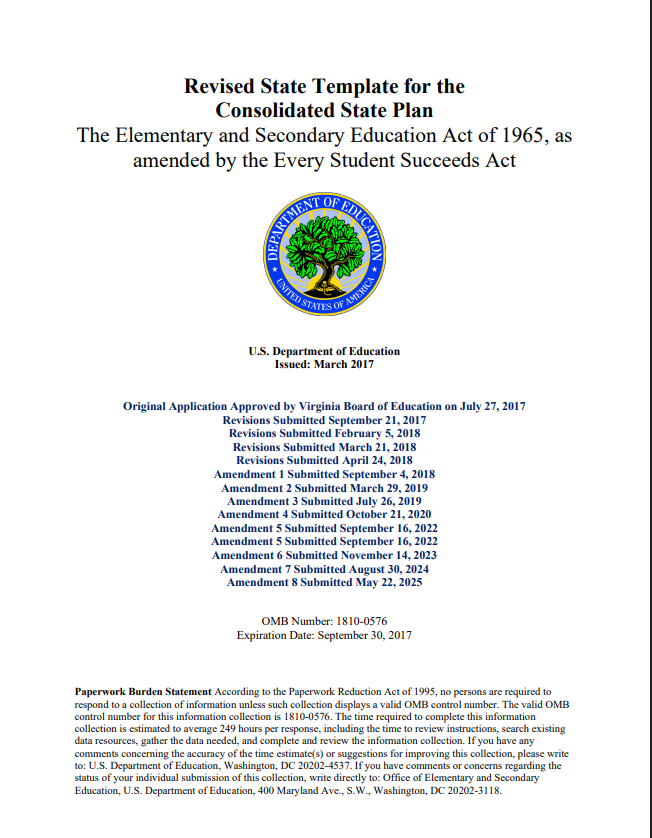 Revised State Template for the
Consolidated State Plan
The Elementary and Secondary Education Act of 1965, as
amended by the Every Student Succeeds Act
DEPARTMENT OF EDUCATION
UNITED STATES OF AMERICA
U.S. Department of Education
Issued: March 2017
Original Application Approved by Virginia Board of Education on July 27, 2017
Revisions Submitted September 21, 2017
Revisions Submitted February 5, 2018
Revisions Submitted March 21, 2018
Revisions Submitted April 24, 2018
Amendment 1 Submitted September 4, 2018
Amendment 2 Submitted March 29, 2019
Amendment 3 Submitted July 26, 2019
Amendment 4 Submitted October 21, 2020
Amendment 5 Submitted September 16, 2022
Amendment 5 Submitted September 16, 2022
Amendment 6 Submitted November 14, 2023
Amendment 7 Submitted August 30, 2024
Amendment 8 Submitted May 22, 2025
OMB Number: 1810-0576
Expiration Date: September 30, 2017
Paperwork Burden Statement According to the Paperwork Reduction Act of 1995, no persons are required to
respond to a collection of information unless such collection displays a valid OMB control number. The valid OMB
control number for this information collection is 1810-0576. The time required to complete this information
collection is estimated to average 249 hours per response, including the time to review instructions, search existing
data resources, gather the data needed, and complete and review the information collection. If you have any
comments concerning the accuracy of the time estimate(s) or suggestions for improving this collection, please write
to: U.S. Department of Education, Washington, DC 20202-4537. If you have comments or concerns regarding the
status of your individual submission of this collection, write directly to: Office of Elementary and Secondary
Education, U.S. Department of Education, 400 Maryland Ave., S.W., Washington, DC 20202-3118.